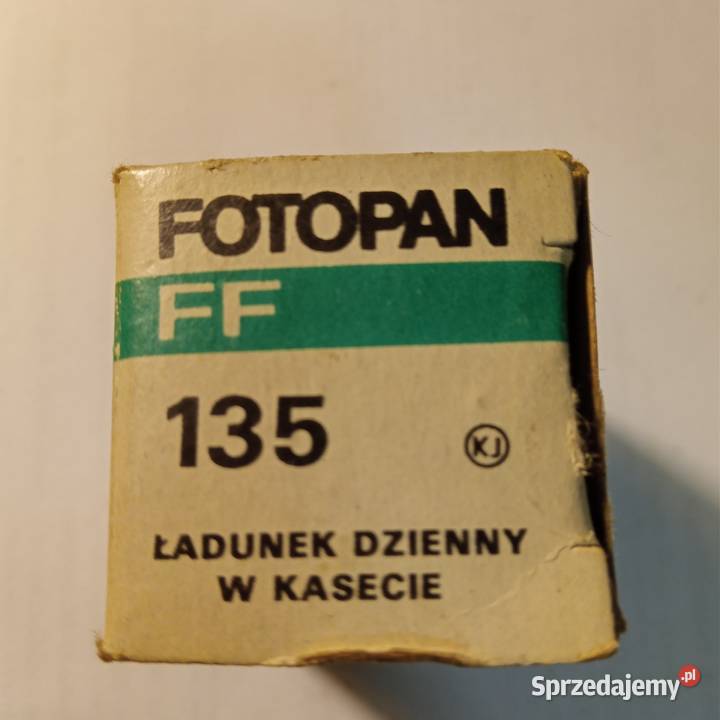 FOTOPAN
FF
135
KJ
ŁADUNEK DZIENNY
W KASECIE
Sprzedajemy.pl